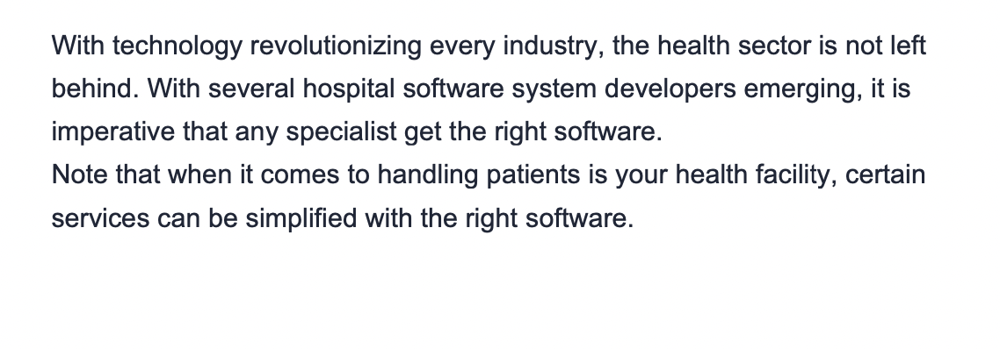 With technology revolutionizing every industry, the health sector is not left
behind. With several hospital software system developers emerging, it is
imperative that any specialist get the right software.
Note that when it comes to handling patients is your health facility, certain
services can be simplified with the right software.